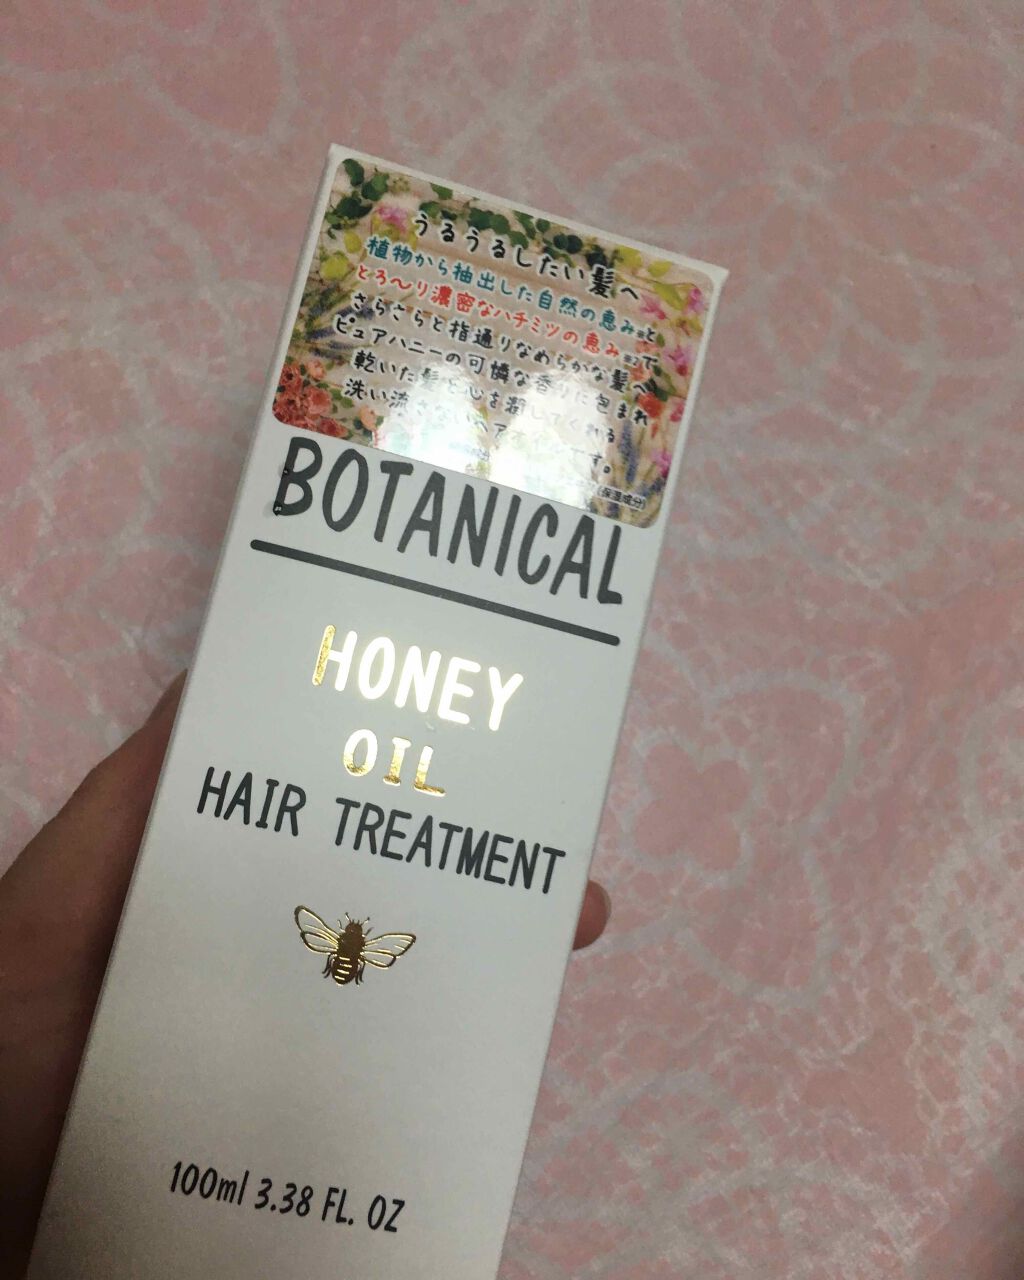 うるうるしたい髪へ
植物から抽出した自然の恵み※と
とろ〜り濃密なハチミツの恵み※2で
さらさらと指通りなめらかな髪へ
ピュアハニーの可憐な香りに包まれ
乾いた髪と心を潤してくれる
洗い流さないヘアオイルです。
(保湿成分)
BOTANICAL
HONEY
OIL
HAIR TREATMENT
100ml 3.38 FL. OZ